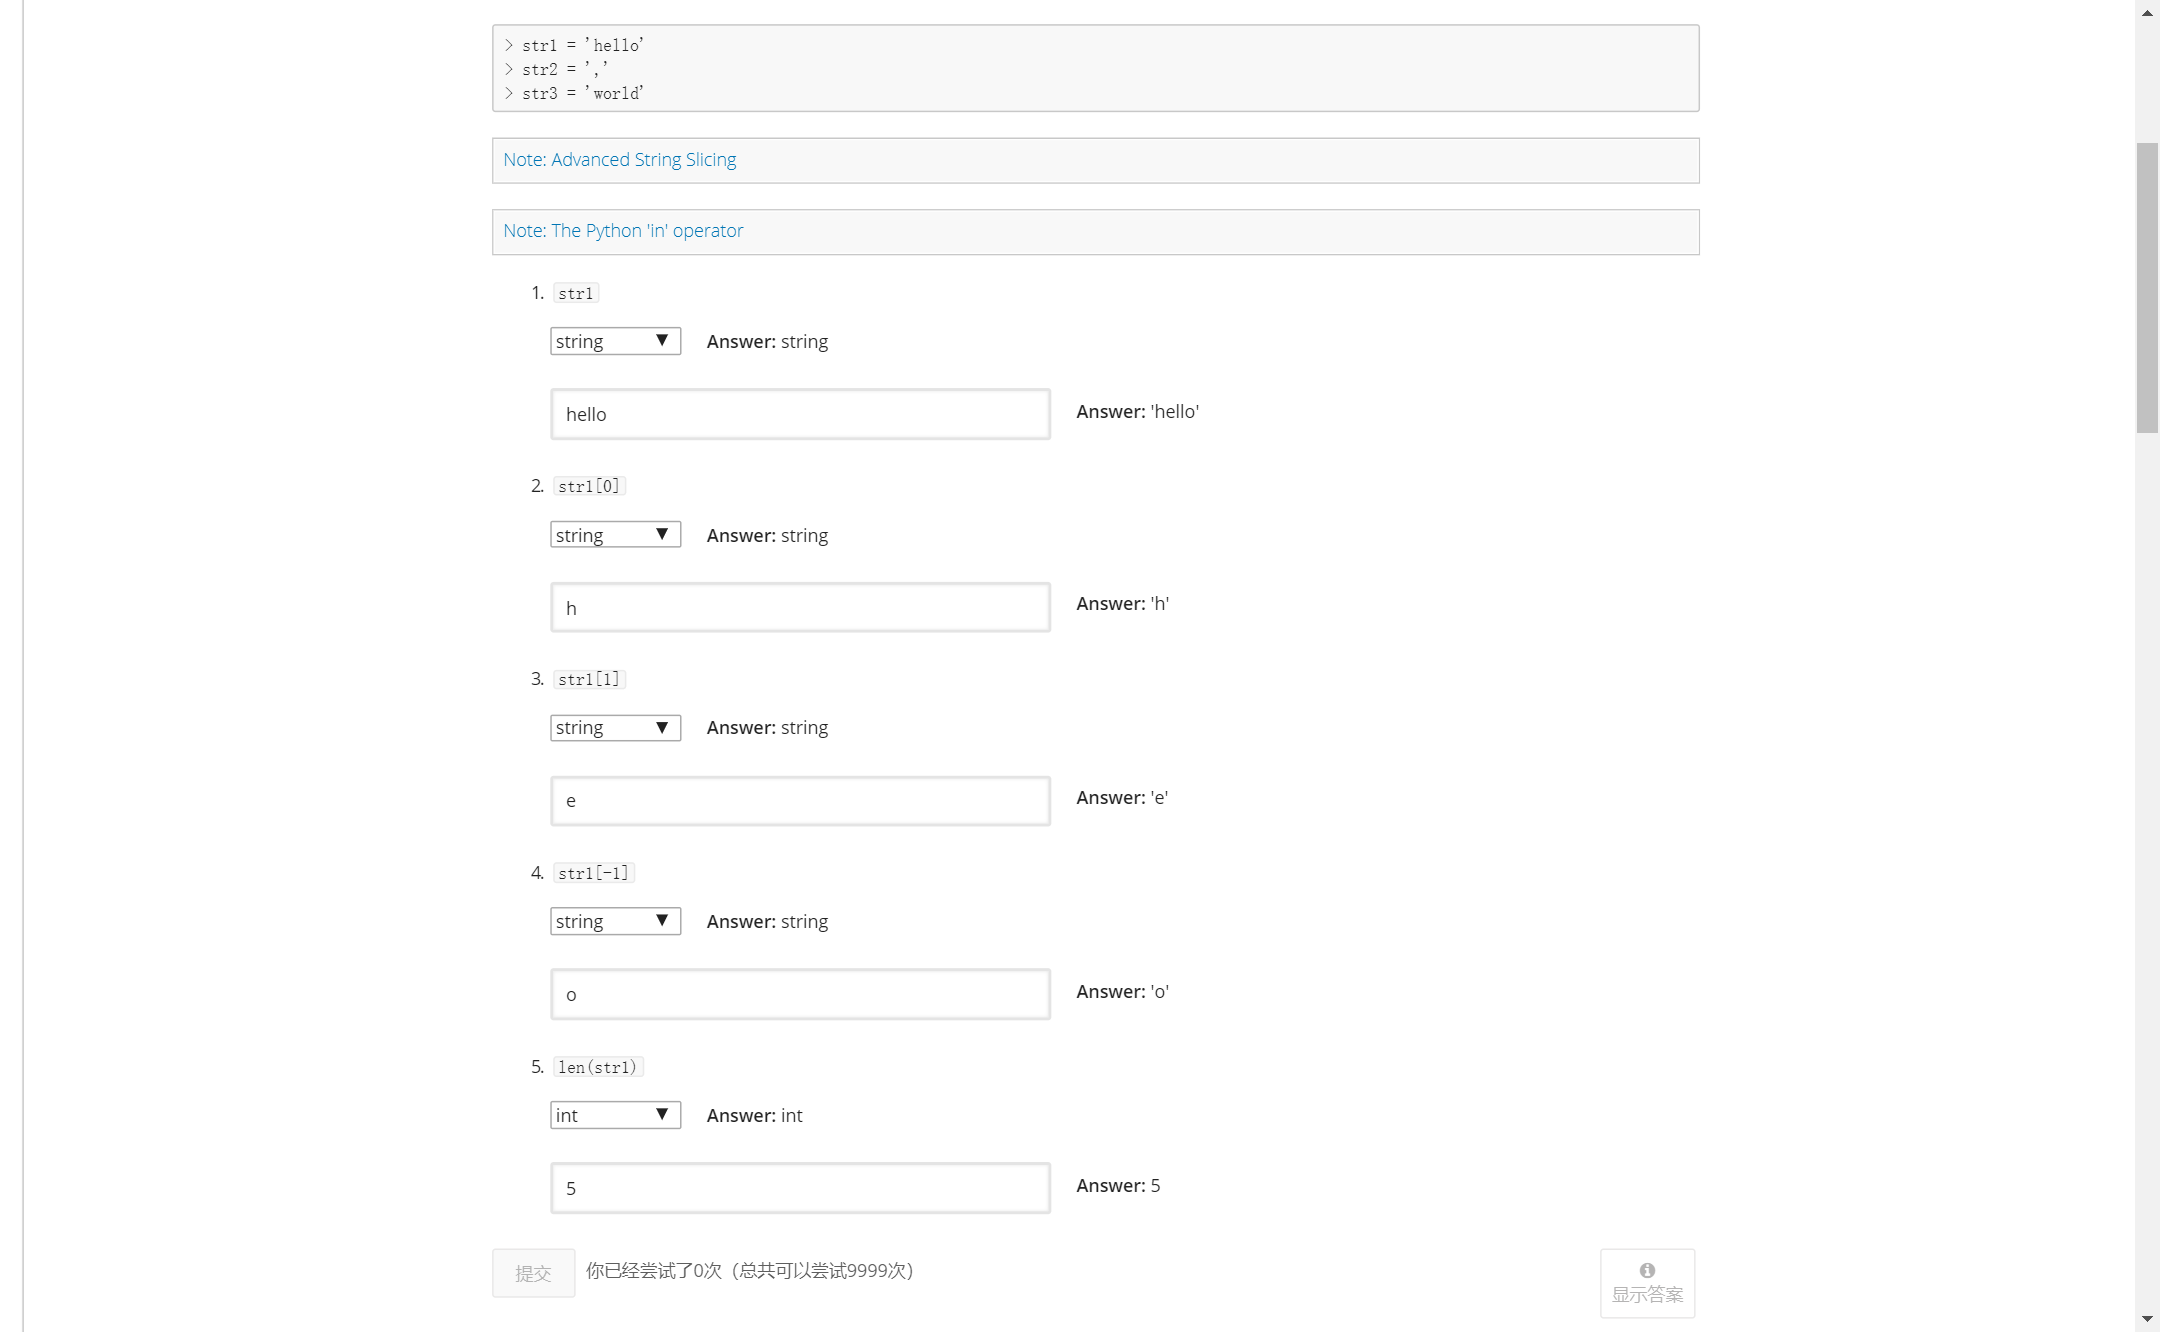 > str1 = 'hello'
> str2 = ','
> str3 = 'world'
Note: Advanced String Slicing
Note: The Python 'in' operator
1. str1
string ▼ Answer: string
hello Answer: 'hello'
2. str1[0]
string ▼ Answer: string
h Answer: 'h'
3. str1[1]
string ▼ Answer: string
e Answer: 'e'
4. str1[-1]
string ▼ Answer: string
o Answer: 'o'
5. len(str1)
int ▼ Answer: int
5 Answer: 5
提交 你已经尝试了0次（总共可以尝试9999次）
显示答案